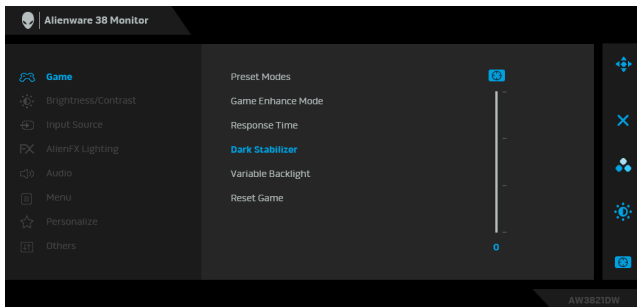 Alienware 38 Monitor
Game
Brightness/Contrast
Input Source
AlienFX Lighting
Audio
Menu
Personalize
Others
Preset Modes
Game Enhance Mode
Response Time
Dark Stabilizer
Variable Backlight
Reset Game
0
AW3821DW